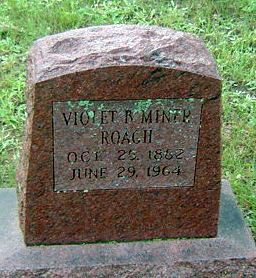 VIOLET B. MINER
ROACH
OCT. 25, 1882
JUNE 29, 1964